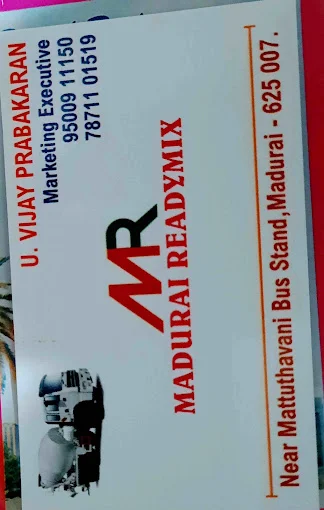 U. VIJAY PRABAKARAN
Marketing Executive
95009 11150
78711 01519
MR
MADURAI READYMIX
Near Mattuthavani Bus Stand,Madurai - 625 007.